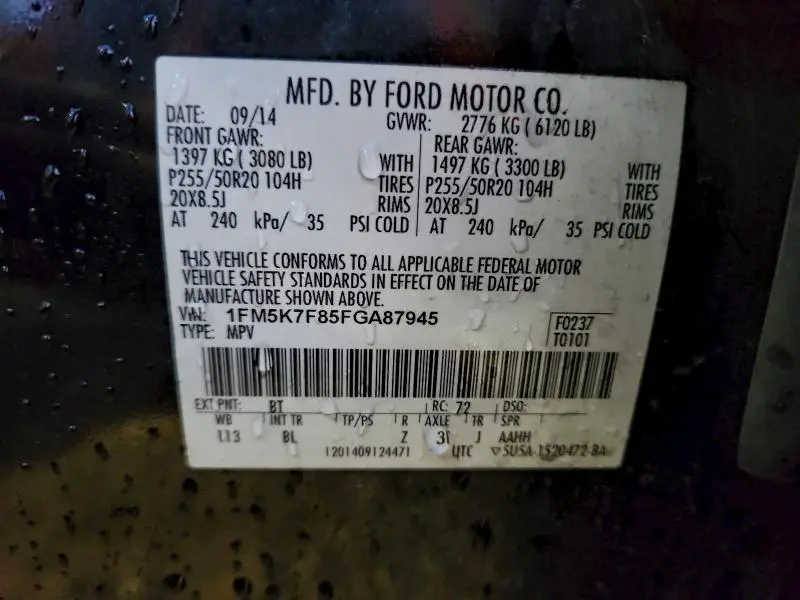 MFD. BY FORD MOTOR CO.
DATE: 09/14 GVWR: 2776 KG ( 6120 LB)
FRONT GAWR: REAR GAWR:
1397 KG ( 3080 LB) WITH 1497 KG ( 3300 LB) WITH
P255/50R20 104H TIRES P255/50R20 104H TIRES
20X8.5J RIMS 20X8.5J RIMS
AT 240 kPa/ 35 PSI COLD AT 240 kPa/ 35 PSI COLD
THIS VEHICLE CONFORMS TO ALL APPLICABLE FEDERAL MOTOR
VEHICLE SAFETY STANDARDS IN EFFECT ON THE DATE OF
MANUFACTURE SHOWN ABOVE.
VIN: 1FM5K7F85FGA87945 F0237
TYPE: MPV T0101
EXT PNT: BT RC: 72 DSO:
WB INT TR TP/PS R AXLE TR SPR
113 BL Z 3I J AAHH
1201409124471 UTC ▽5USA-1520472-BA